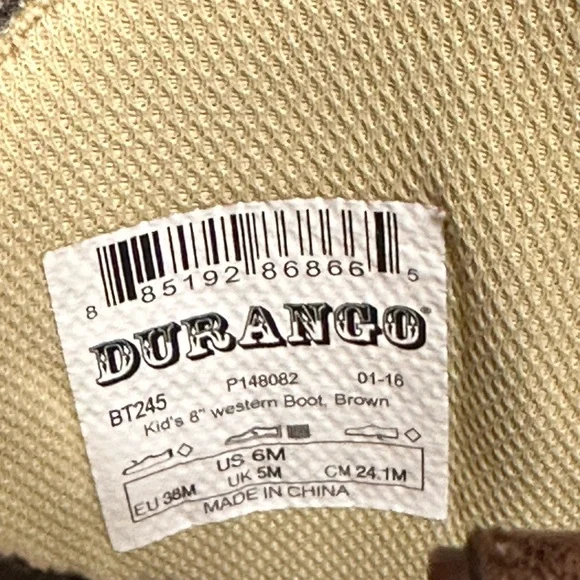 8 85192 86866 5
DURANGO®
BT245 P148082 01-16
Kid's 8" western Boot, Brown
EU 38M US 6M UK 5M CM 24.1M
MADE IN CHINA